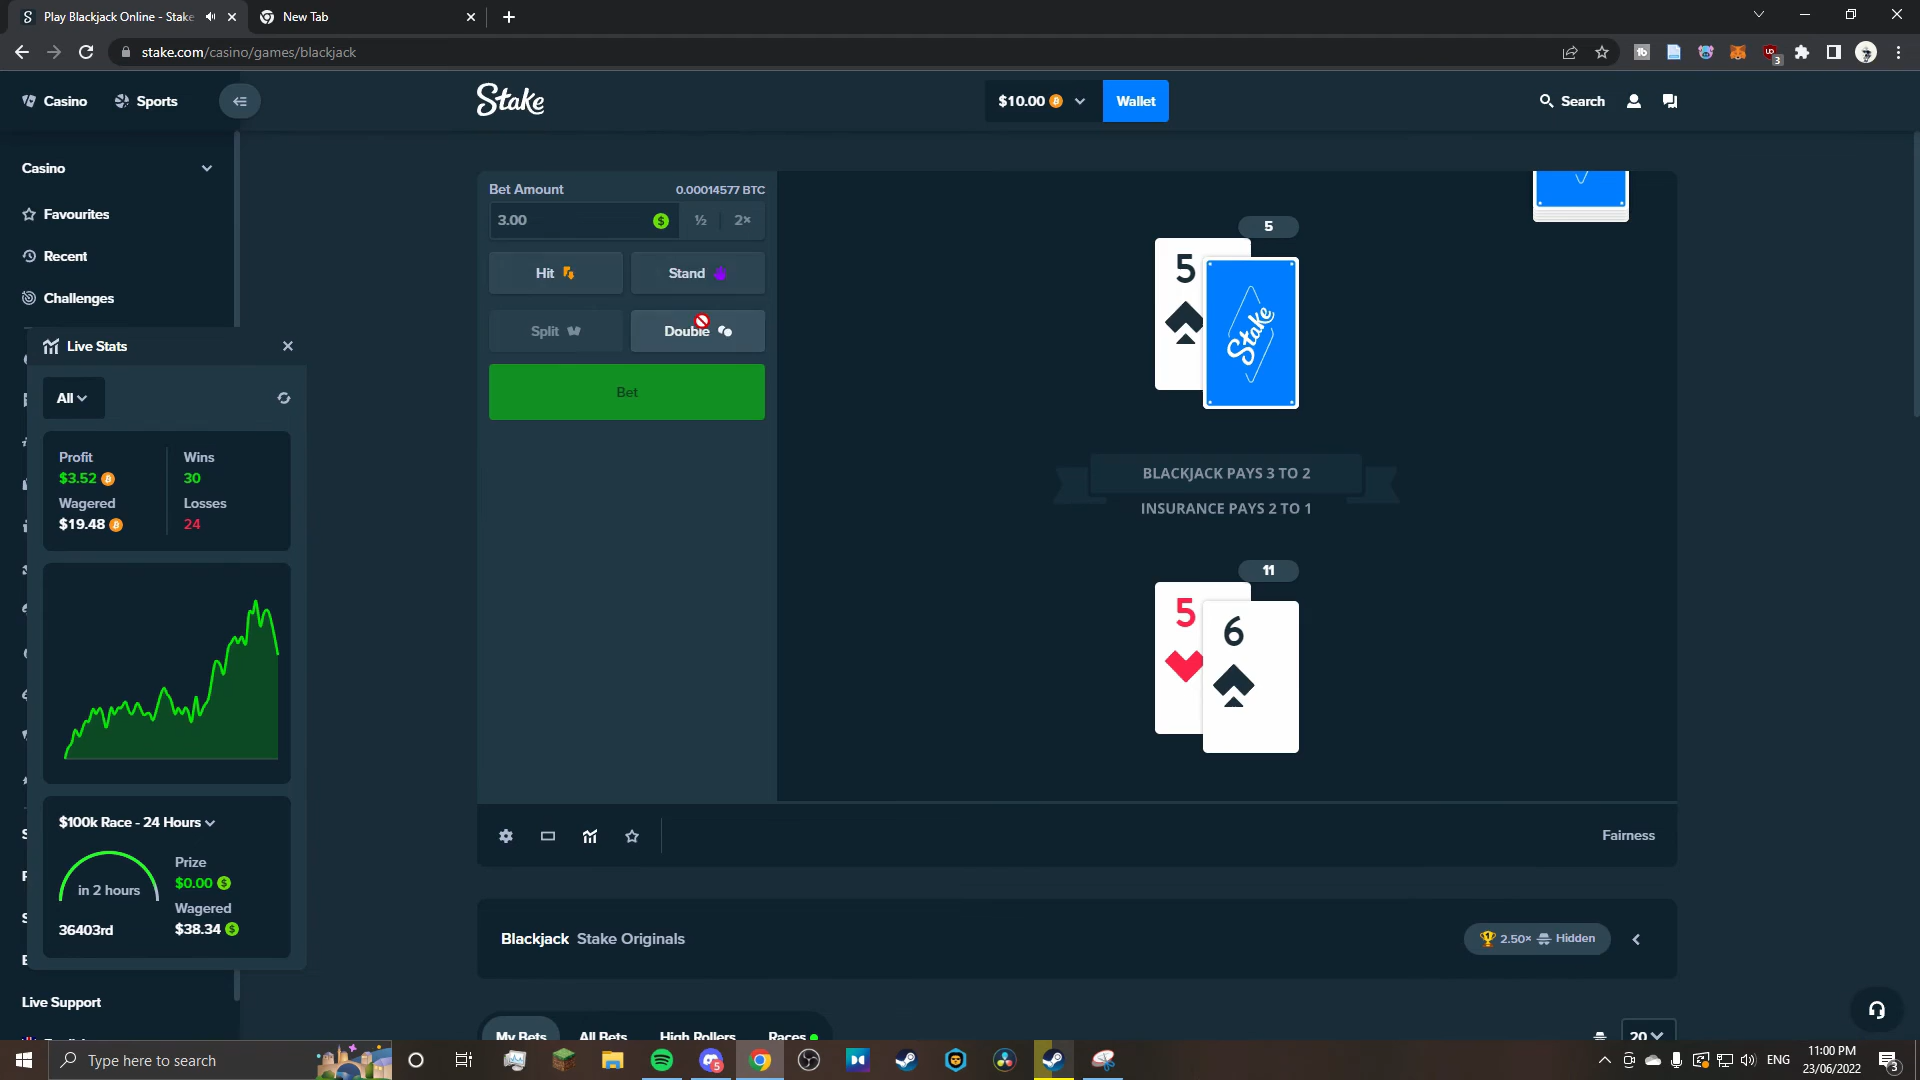 Play Blackjack Online - Stake
New Tab
stake.com/casino/games/blackjack
3
Casino
Sports
Stake
$10.00
Wallet
Search
Casino
Favourites
Recent
Challenges
Live Stats
All
Profit
Wins
$3.52
30
Wagered
Losses
$19.48
24
$100k Race - 24 Hours
in 2 hours
Prize
$0.00
Wagered
36403rd
$38.34
Live Support
Bet Amount
0.00014577 BTC
3.00
½
2×
Hit
Stand
Split
Double
Bet
5
5
Stake
BLACKJACK PAYS 3 TO 2
INSURANCE PAYS 2 TO 1
11
5
6
Fairness
Blackjack Stake Originals
2.50×
Hidden
My Bets
All Bets
High Rollers
Races
20
Type here to search
5
ENG
11:00 PM
23/06/2022
3